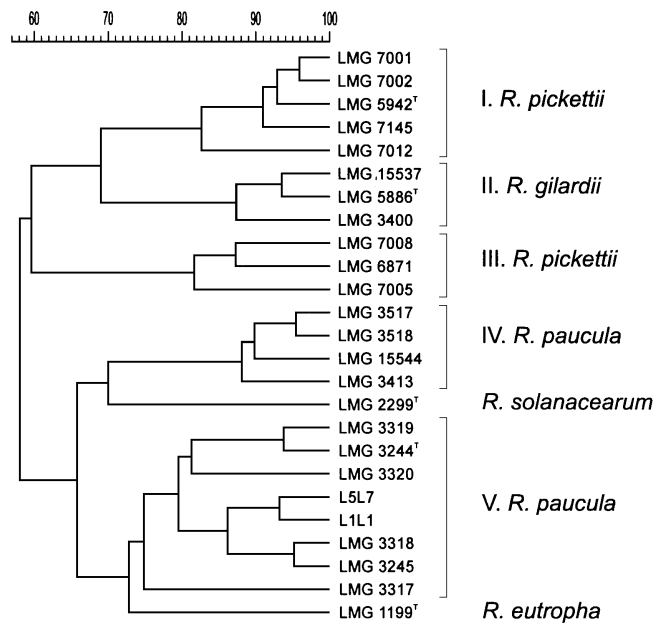 60 70 80 90 100
LMG 7001
LMG 7002
LMG 5942ᵀ
I. R. pickettii
LMG 7145
LMG 7012
LMG.15537
LMG 5886ᵀ
II. R. gilardii
LMG 3400
LMG 7008
LMG 6871
III. R. pickettii
LMG 7005
LMG 3517
LMG 3518
IV. R. paucula
LMG 15544
LMG 3413
LMG 2299ᵀ
R. solanacearum
LMG 3319
LMG 3244ᵀ
LMG 3320
L5L7
V. R. paucula
L1L1
LMG 3318
LMG 3245
LMG 3317
LMG 1199ᵀ
R. eutropha